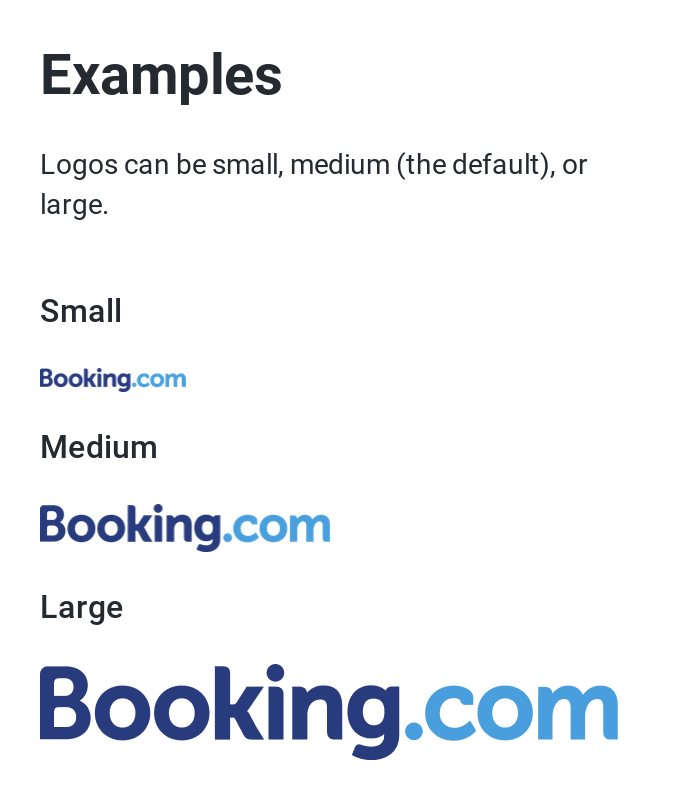 Examples
Logos can be small, medium (the default), or
large.
Small
Booking.com
Medium
Booking.com
Large
Booking.com